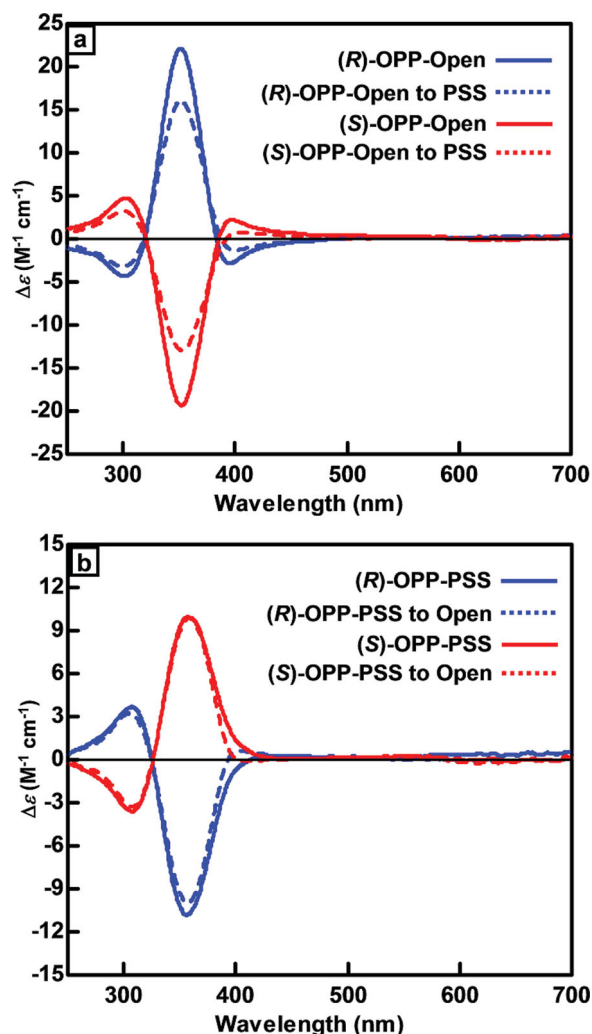 a
25
20
15
10
5
0
-5
-10
-15
-20
-25
Δε (M⁻¹ cm⁻¹)
(R)-OPP-Open
(R)-OPP-Open to PSS
(S)-OPP-Open
(S)-OPP-Open to PSS
300 400 500 600 700
Wavelength (nm)
b
15
12
9
6
3
0
-3
-6
-9
-12
-15
Δε (M⁻¹ cm⁻¹)
(R)-OPP-PSS
(R)-OPP-PSS to Open
(S)-OPP-PSS
(S)-OPP-PSS to Open
300 400 500 600 700
Wavelength (nm)